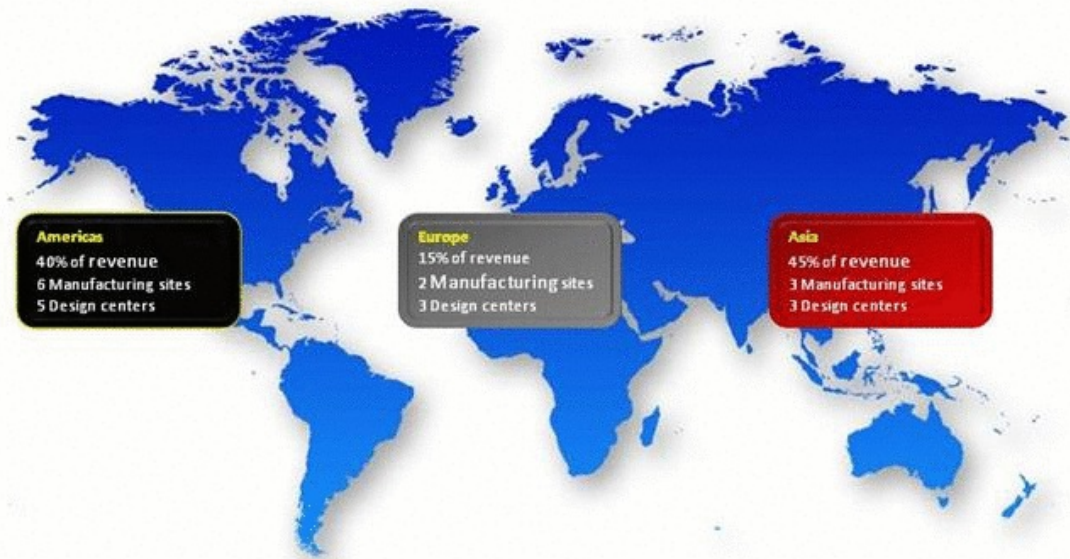 Americas
40% of revenue
6 Manufacturing sites
5 Design centers
Europe
15% of revenue
2 Manufacturing sites
3 Design centers
Asia
45% of revenue
3 Manufacturing sites
3 Design centers